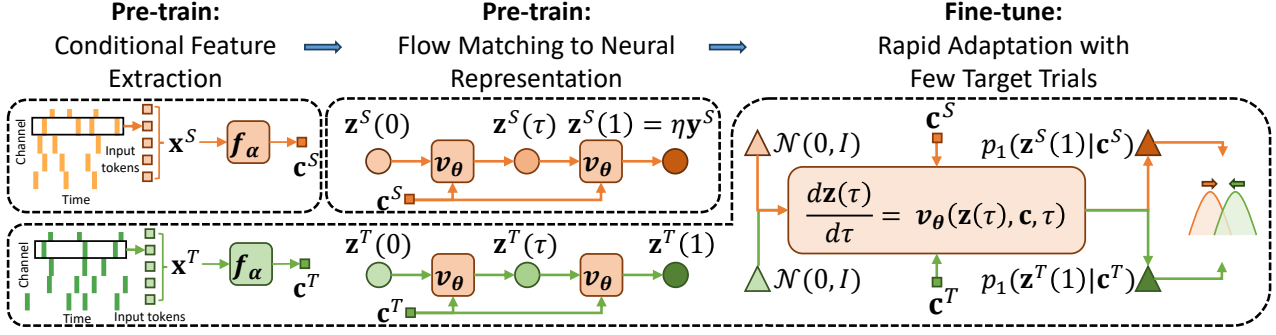 Pre-train:
Conditional Feature
Extraction
Pre-train:
Flow Matching to Neural
Representation
Fine-tune:
Rapid Adaptation with
Few Target Trials
Channel
Time
Input
tokens
x^S
f_α
c^S
z^S(0)
z^S(τ)
z^S(1) = ηy^S
v_θ
v_θ
c^S
Channel
Time
Input tokens
x^T
f_α
c^T
z^T(0)
z^T(τ)
z^T(1)
v_θ
v_θ
c^T
c^S
𝒩(0, I)
p_1(z^S(1)|c^S)
dz(τ)/dτ = v_θ(z(τ), c, τ)
𝒩(0, I)
c^T
p_1(z^T(1)|c^T)